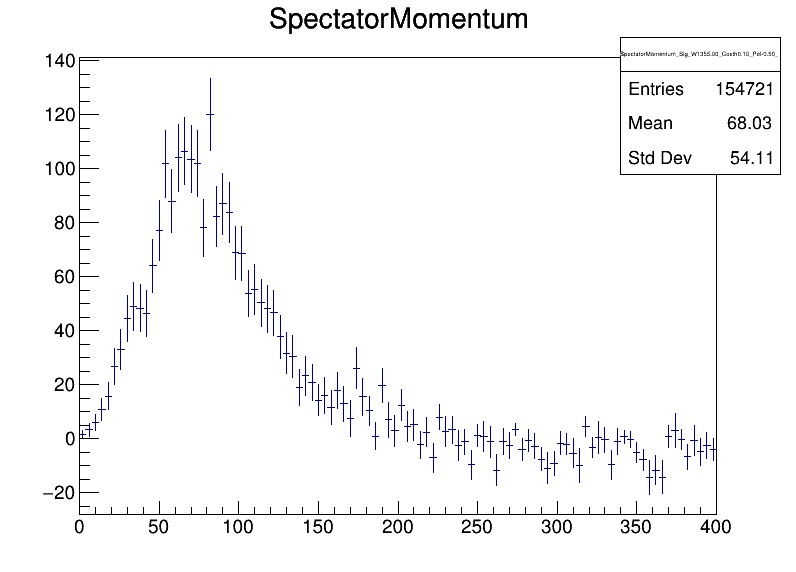 SpectatorMomentum
SpectatorMomentum_Sig_W1355.00_Costh0.10_Pol-0.50_
Entries 154721
Mean 68.03
Std Dev 54.11
140
120
100
80
60
40
20
0
−20
0 50 100 150 200 250 300 350 400